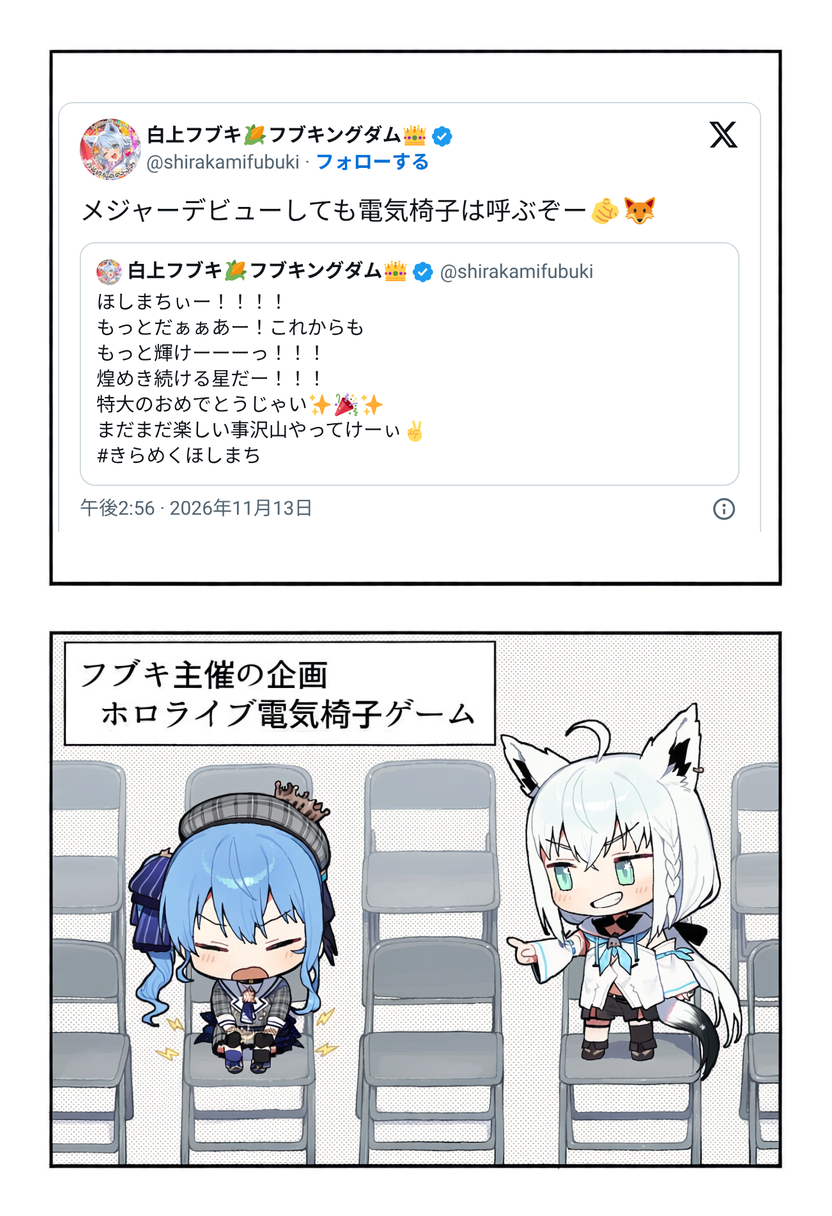 白上フブキ🌽フブキングダム👑
@shirakamifubuki · フォローする
メジャーデビューしても電気椅子は呼ぶぞー🫵🦊
白上フブキ🌽フブキングダム👑 @shirakamifubuki
ほしまちぃー！！！！
もっとだぁぁあー！これからも
もっと輝けーーーっ！！！
煌めき続ける星だー！！！
特大のおめでとうじゃい✨🎉✨
まだまだ楽しい事沢山やってけーぃ✌
#きらめくほしまち
午後2:56 · 2026年11月13日
フブキ主催の企画
ホロライブ電気椅子ゲーム